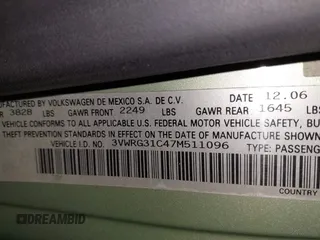 FACTURED BY VOLKSWAGEN DE MEXICO S.A. DE C.V. DATE 12.06
3828 LBS GAWR FRONT 2249 LBS GAWR REAR 1645 LBS
VEHICLE CONFORMS TO ALL APPLICABLE U.S. FEDERAL MOTOR VEHICLE SAFETY, BU
THEFT PREVENTION STANDARDS IN EFFECT ON THE DATE OF MANUFACTURE SHOWN
VEHICLE I.D. NO. 3VWRG31C47M511096 TYPE: PASSENG
COUNTRY
DREAMBID